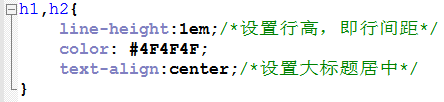 h1,h2{
line-height:1em;/*设置行高，即行间距*/
color: #4F4F4F;
text-align:center;/*设置大标题居中*/
}